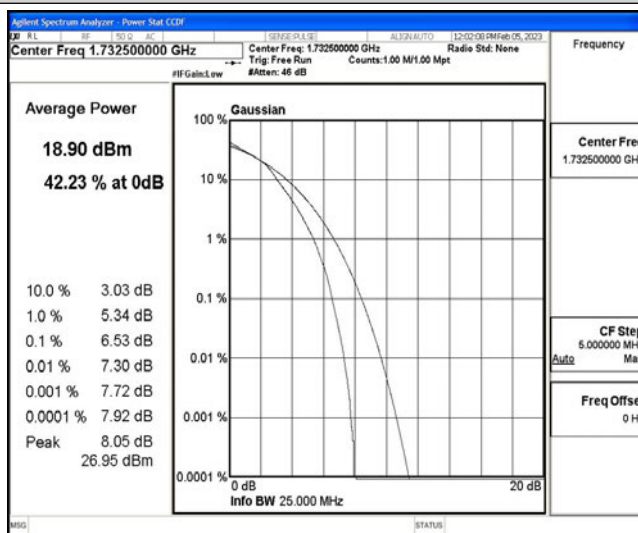 Agilent Spectrum Analyzer - Power Stat CCDF
RL RF 50 Ω AC SENSE:PULSE ALIGN AUTO 12:02:08 PM Feb 05, 2023
Center Freq 1.732500000 GHz
Center Freq: 1.732500000 GHz Radio Std: None
Trig: Free Run Counts:1.00 M/1.00 Mpt
#IFGain:Low #Atten: 46 dB
Frequency
Average Power
18.90 dBm
42.23 % at 0dB
10.0 % 3.03 dB
1.0 % 5.34 dB
0.1 % 6.53 dB
0.01 % 7.30 dB
0.001 % 7.72 dB
0.0001 % 7.92 dB
Peak 8.05 dB
26.95 dBm
Gaussian
100 %
10 %
1 %
0.1 %
0.01 %
0.001 %
0.0001 %
0 dB 20 dB
Info BW 25.000 MHz
Center Fre
1.732500000 GH
CF Step
5.000000 MH
Auto Ma
Freq Offse
0 H
MSG STATUS